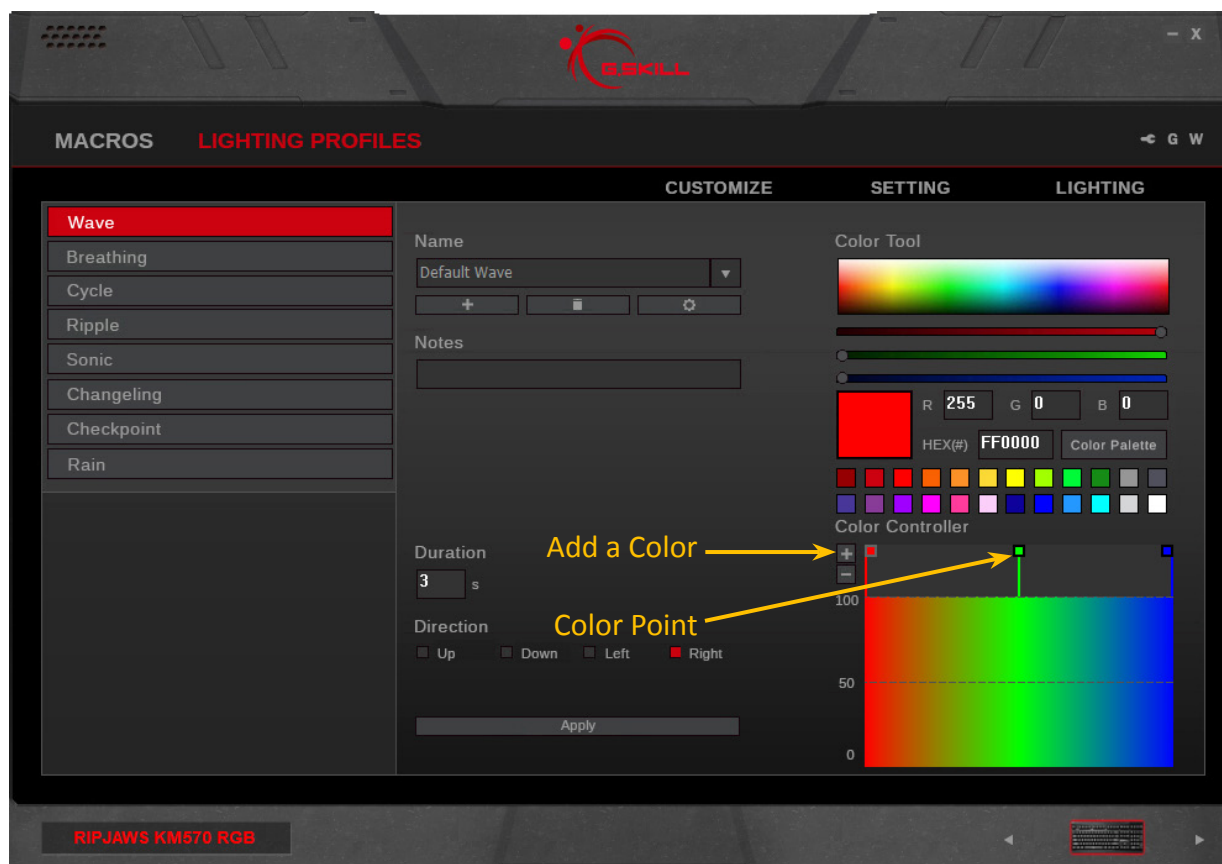 G.SKILL
– X
MACROS LIGHTING PROFILES
G W
CUSTOMIZE SETTING LIGHTING
Wave
Breathing
Cycle
Ripple
Sonic
Changeling
Checkpoint
Rain
Name
Default Wave
Notes
Duration
3 s
Direction
Up Down Left Right
Apply
Add a Color
Color Point
Color Tool
R 255 G 0 B 0
HEX(#) FF0000 Color Palette
Color Controller
+
–
100
50
0
RIPJAWS KM570 RGB